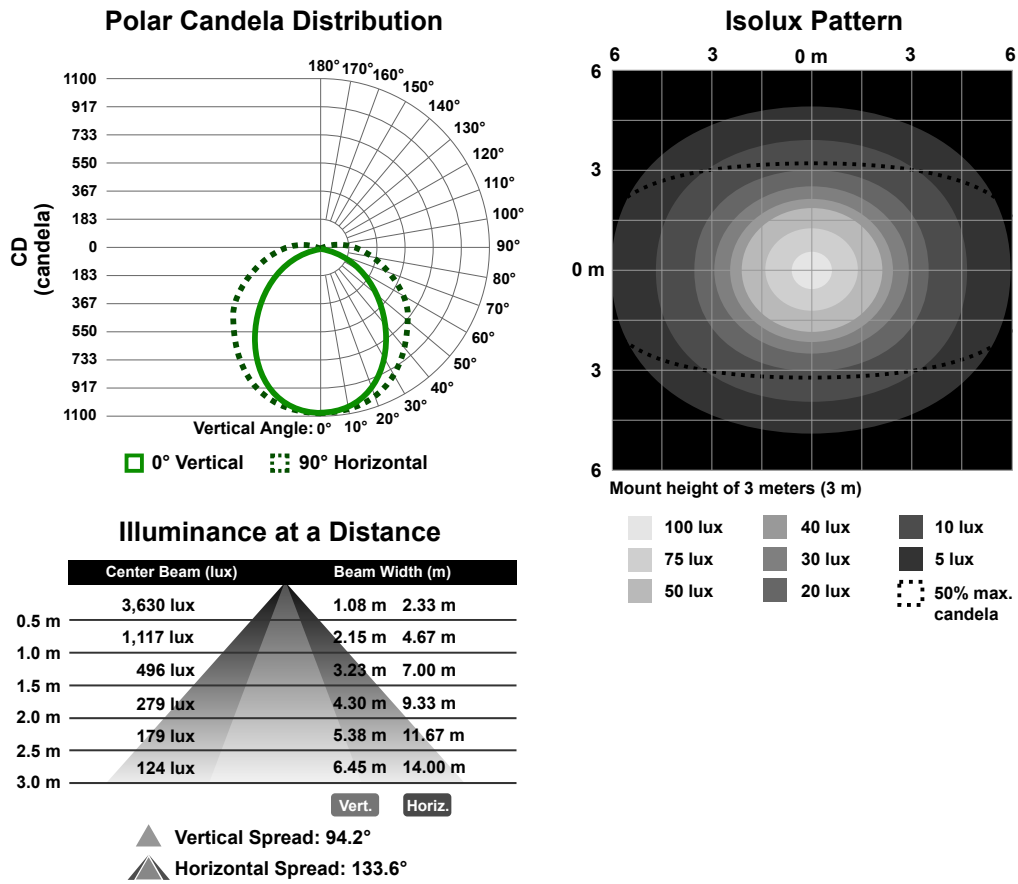 Polar Candela Distribution
180° 170° 160° 150° 140° 130° 120° 110° 100° 90° 80° 70° 60° 50° 40° 30° 20° 10° 0°
1100
917
733
550
367
183
0
183
367
550
733
917
1100
CD
(candela)
Vertical Angle:
0° Vertical 90° Horizontal
Isolux Pattern
6 3 0 m 3 6
6
3
0 m
3
6
Mount height of 3 meters (3 m)
100 lux 40 lux 10 lux
75 lux 30 lux 5 lux
50 lux 20 lux 50% max.
candela
Illuminance at a Distance
Center Beam (lux) Beam Width (m)
3,630 lux 1.08 m 2.33 m
0.5 m
1,117 lux 2.15 m 4.67 m
1.0 m
496 lux 3.23 m 7.00 m
1.5 m
279 lux 4.30 m 9.33 m
2.0 m
179 lux 5.38 m 11.67 m
2.5 m
124 lux 6.45 m 14.00 m
3.0 m
Vert. Horiz.
Vertical Spread: 94.2°
Horizontal Spread: 133.6°